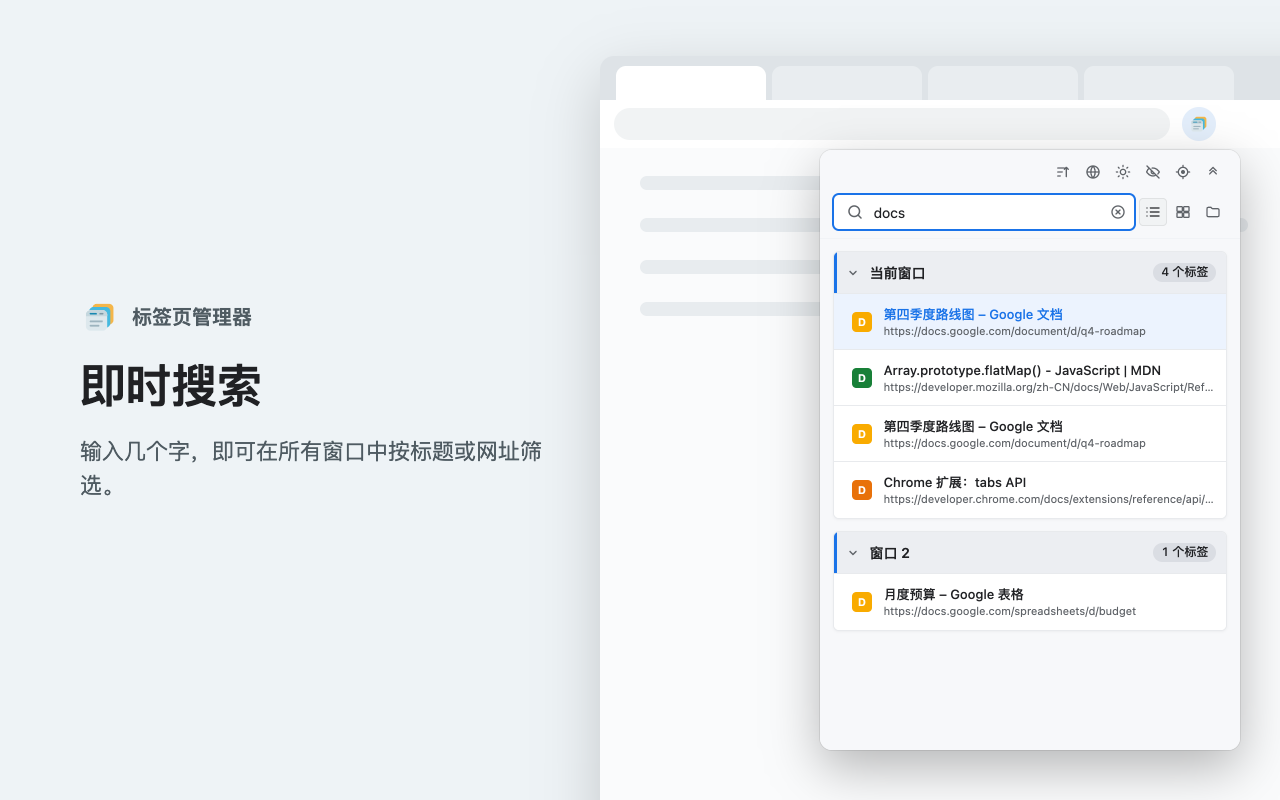 标签页管理器
即时搜索
输入几个字，即可在所有窗口中按标题或网址筛
选。
docs
当前窗口
4 个标签
D
第四季度路线图 – Google 文档
https://docs.google.com/document/d/q4-roadmap
D
Array.prototype.flatMap() - JavaScript | MDN
https://developer.mozilla.org/zh-CN/docs/Web/JavaScript/Ref...
D
第四季度路线图 – Google 文档
https://docs.google.com/document/d/q4-roadmap
D
Chrome 扩展：tabs API
https://developer.chrome.com/docs/extensions/reference/api/...
窗口 2
1 个标签
D
月度预算 – Google 表格
https://docs.google.com/spreadsheets/d/budget